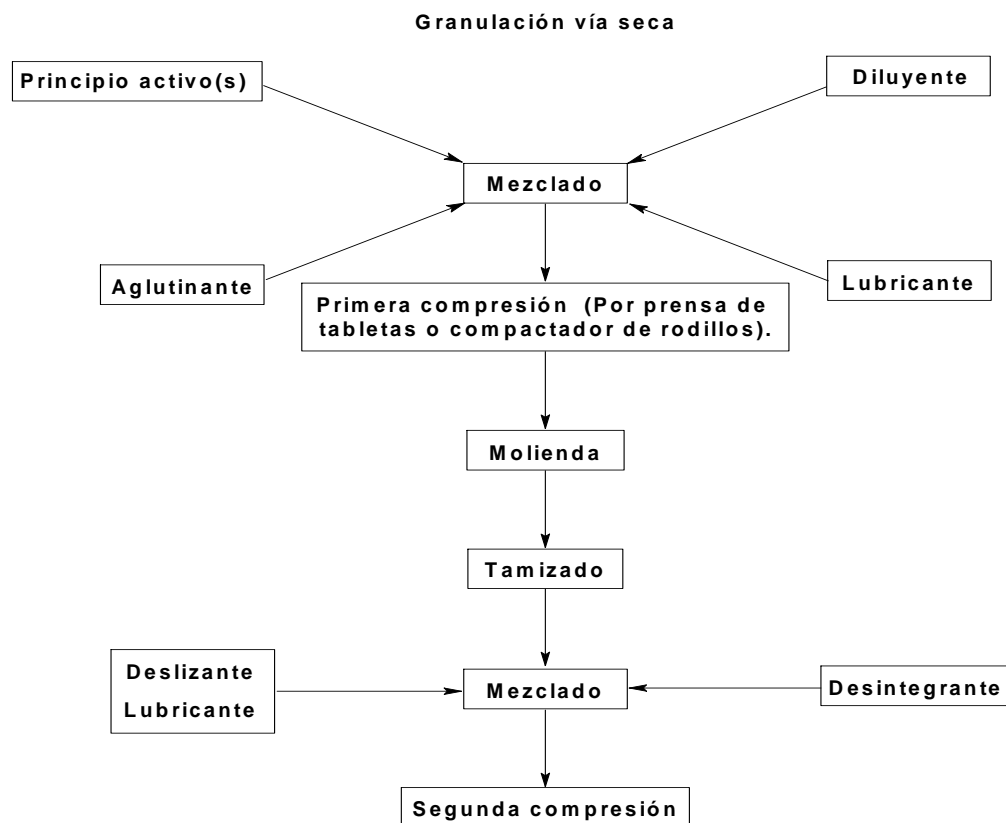 Granulación vía seca
Principio activo(s)
Diluyente
Mezclado
Aglutinante
Lubricante
Primera compresión (Por prensa de
tabletas o compactador de rodillos).
Molienda
Tamizado
Deslizante
Lubricante
Mezclado
Desintegrante
Segunda compresión